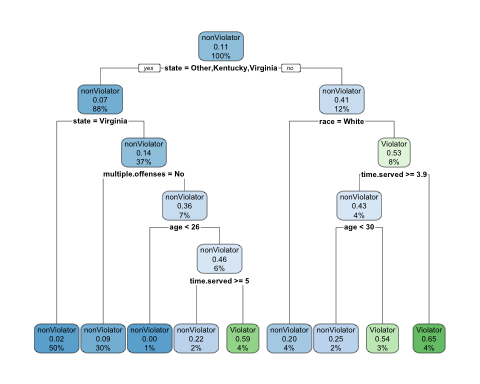 nonViolator
0.11
100%
yes state = Other,Kentucky,Virginia no
nonViolator
0.07
88%
nonViolator
0.41
12%
state = Virginia
race = White
nonViolator
0.14
37%
Violator
0.53
8%
multiple.offenses = No
time.served >= 3.9
nonViolator
0.36
7%
nonViolator
0.43
4%
age < 26
age < 30
nonViolator
0.46
6%
time.served >= 5
nonViolator
0.02
50%
nonViolator
0.09
30%
nonViolator
0.00
1%
nonViolator
0.22
2%
Violator
0.59
4%
nonViolator
0.20
4%
nonViolator
0.25
2%
Violator
0.54
3%
Violator
0.65
4%